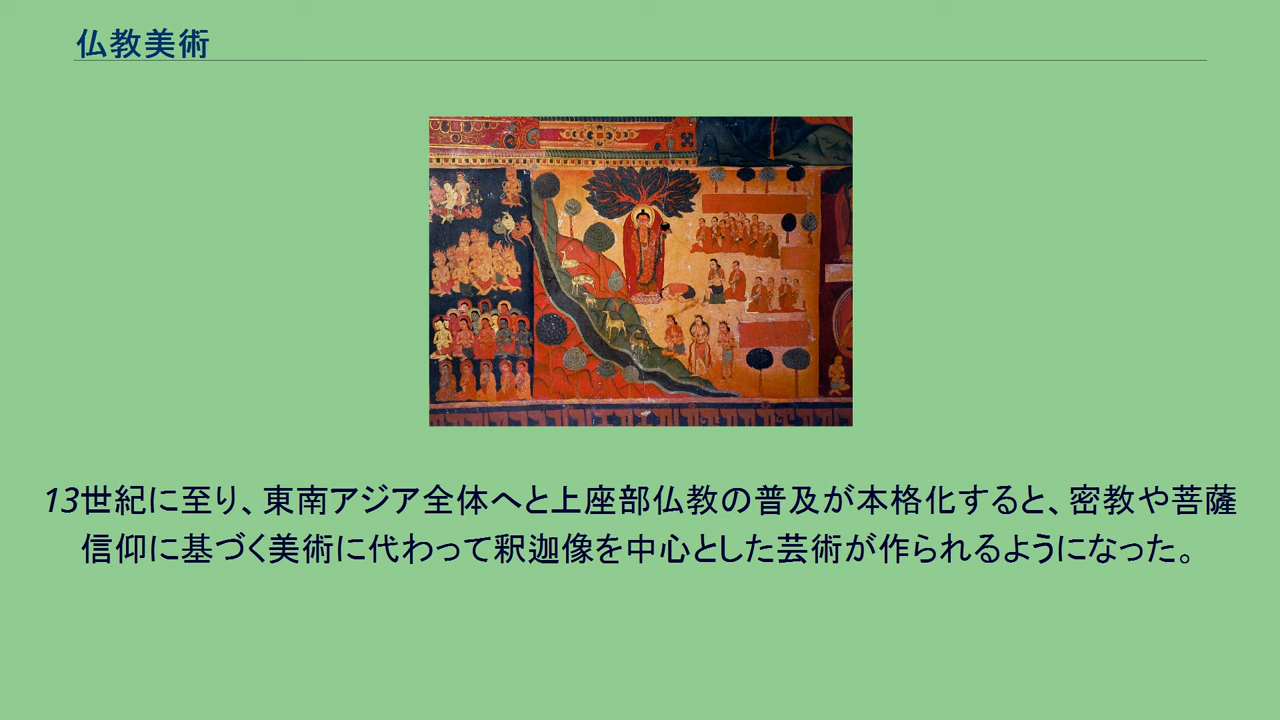 仏教美術
13世紀に至り、東南アジア全体へと上座部仏教の普及が本格化すると、密教や菩薩
信仰に基づく美術に代わって釈迦像を中心とした芸術が作られるようになった。